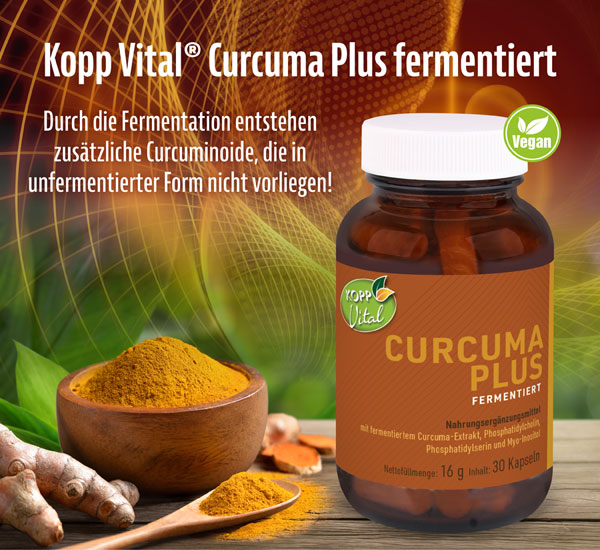 Kopp Vital® Curcuma Plus fermentiert
Durch die Fermentation entstehen
zusätzliche Curcuminoide, die in
unfermentierter Form nicht vorliegen!
Vegan
KOPP
Vital
CURCUMA
PLUS
FERMENTIERT
Nahrungsergänzungsmittel
mit fermentiertem Curcuma-Extrakt, Phosphatidylcholin,
Phosphatidylserin und Myo-Inositol
Nettofüllmenge: 16 g Inhalt: 30 Kapseln